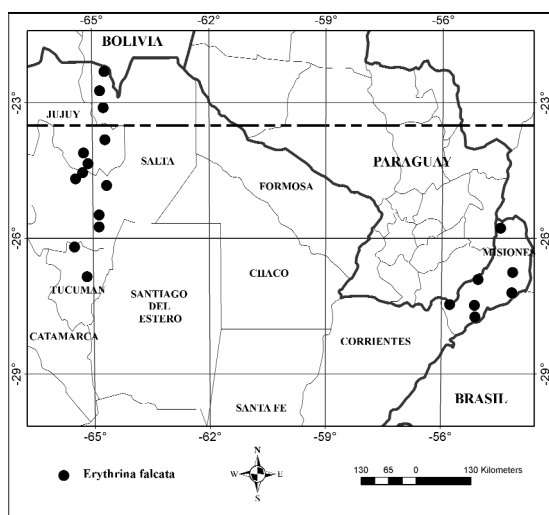 -65° -62° -59° -56°
BOLIVIA
-23°
-23°
JUJUY
SALTA
PARAGUAY
FORMOSA
-26°
-26°
MISIONES
CHACO
TUCUMAN
SANTIAGO
DEL
ESTERO
CATAMARCA
CORRIENTES
-29°
-29°
BRASIL
SANTA FE
-65° -62° -59° -56°
Erythrina falcata
N
W E
S
130 65 0 130 Kilometers